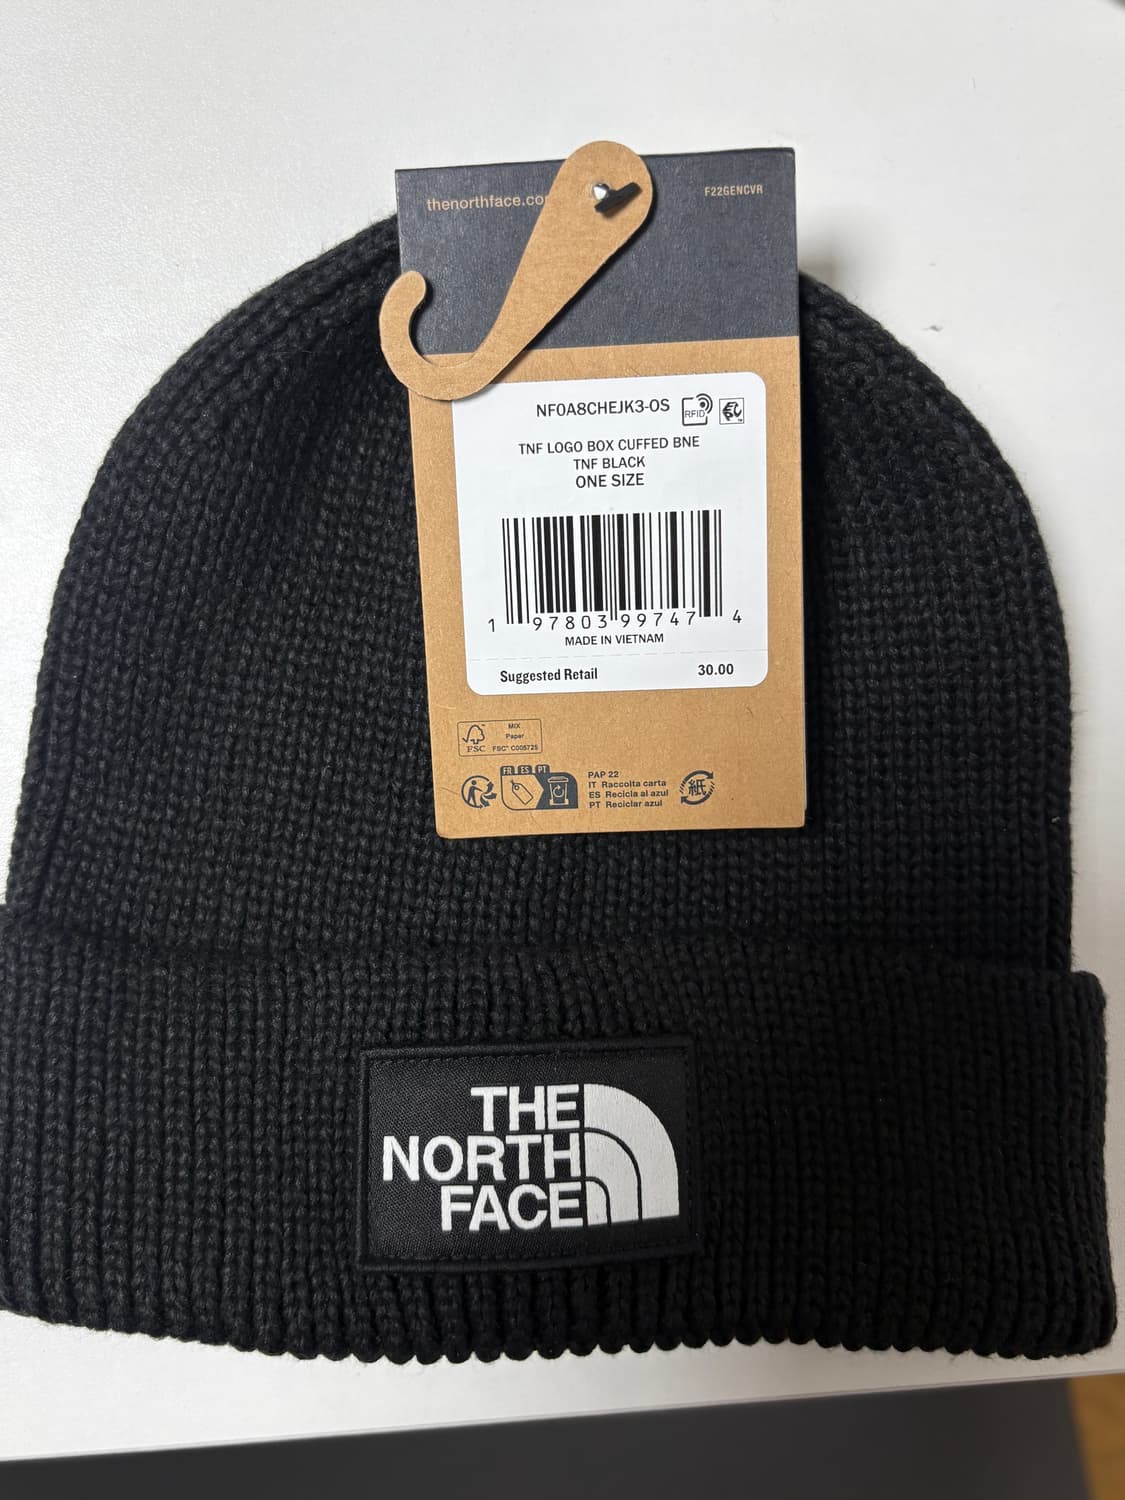 thenorthface.co
F22GENCVR
NF0A8CHEJK3-OS
RFID
TNF LOGO BOX CUFFED BNE
TNF BLACK
ONE SIZE
1 97803 99747 4
MADE IN VIETNAM
Suggested Retail 30.00
FSC
MIX
Paper
FSC™ C005725
FR ES PT
PAP 22
IT Raccolta carta
ES Recicla al azul
PT Reciclar azul
紙
THE
NORTH
FACE